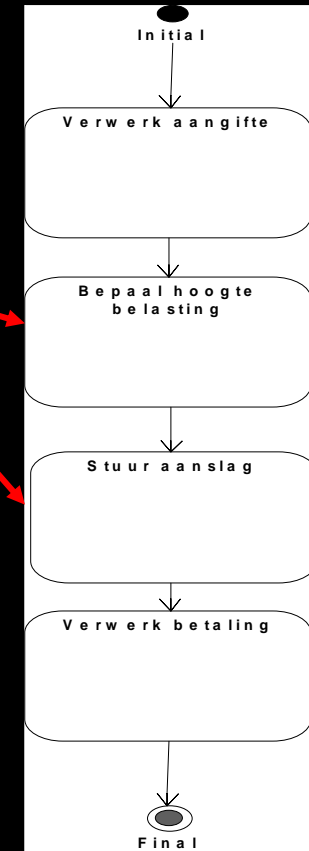 Initial
Verwerk aangifte
Bepaal hoogte
belasting
Stuur aanslag
Verwerk betaling
Final